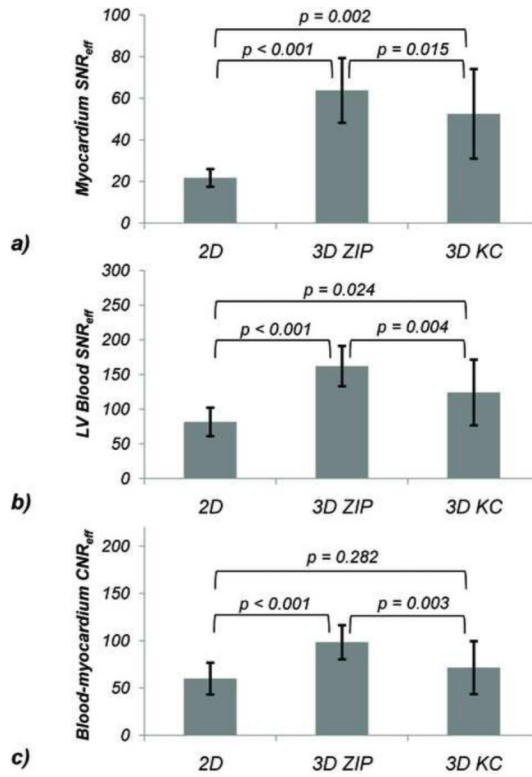 p = 0.002
p < 0.001
p = 0.015
Myocardium SNReff
100
80
60
40
20
0
a)
2D
3D ZIP
3D KC
p = 0.024
p < 0.001
p = 0.004
LV Blood SNReff
300
250
200
150
100
50
0
b)
2D
3D ZIP
3D KC
p = 0.282
p < 0.001
p = 0.003
Blood-myocardium CNReff
200
150
100
50
0
c)
2D
3D ZIP
3D KC